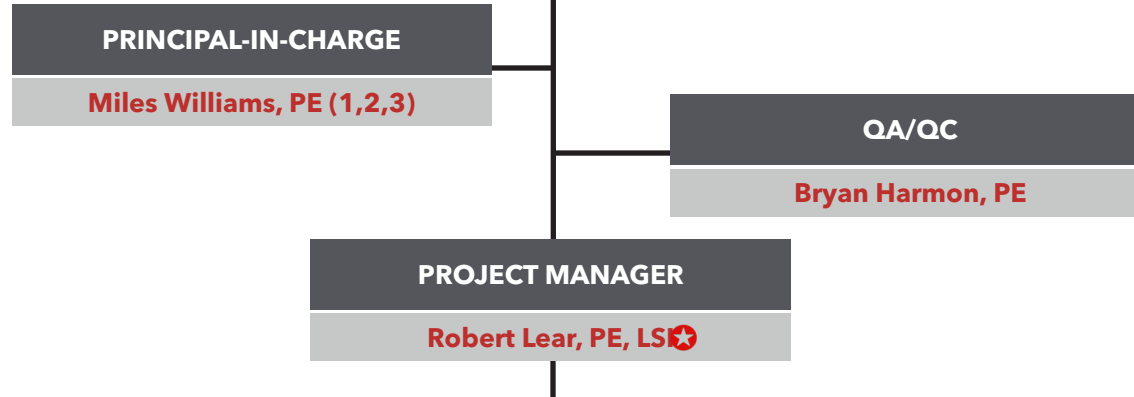 PRINCIPAL-IN-CHARGE
Miles Williams, PE (1,2,3)
QA/QC
Bryan Harmon, PE
PROJECT MANAGER
Robert Lear, PE,